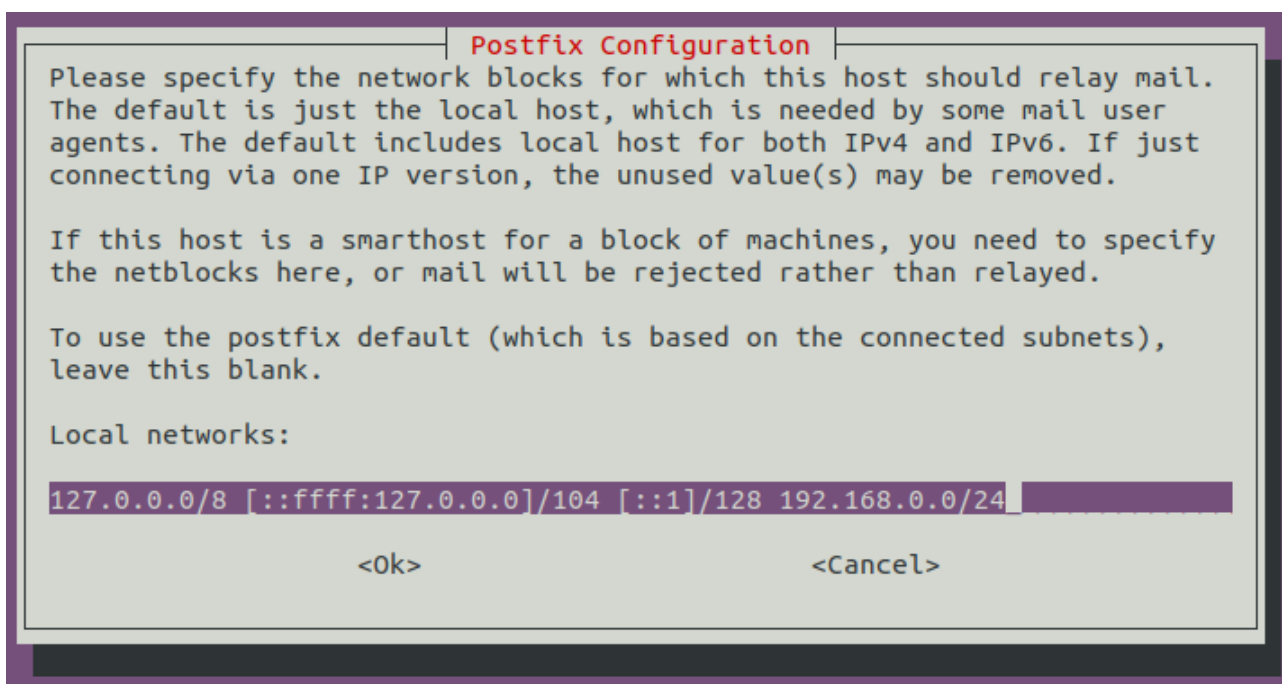 Postfix Configuration
Please specify the network blocks for which this host should relay mail.
The default is just the local host, which is needed by some mail user
agents. The default includes local host for both IPv4 and IPv6. If just
connecting via one IP version, the unused value(s) may be removed.
If this host is a smarthost for a block of machines, you need to specify
the netblocks here, or mail will be rejected rather than relayed.
To use the postfix default (which is based on the connected subnets),
leave this blank.
Local networks:
127.0.0.0/8 [::ffff:127.0.0.0]/104 [::1]/128 192.168.0.0/24_
<Ok> <Cancel>